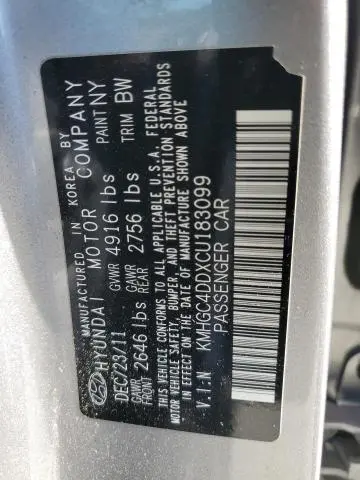 MANUFACTURED IN KOREA BY
HYUNDAI MOTOR COMPANY
DEC/23/11 GVWR 4916 lbs PAINT NY
GAWR FRONT 2646 lbs GAWR REAR 2756 lbs TRIM BW
THIS VEHICLE CONFORMS TO ALL APPLICABLE U.S.A. FEDERAL
MOTOR VEHICLE SAFETY, BUMPER, AND THEFT PREVENTION STANDARDS
IN EFFECT ON THE DATE OF MANUFACTURE SHOWN ABOVE.
V.I.N KMHGC4DDXCU183099
PASSENGER CAR